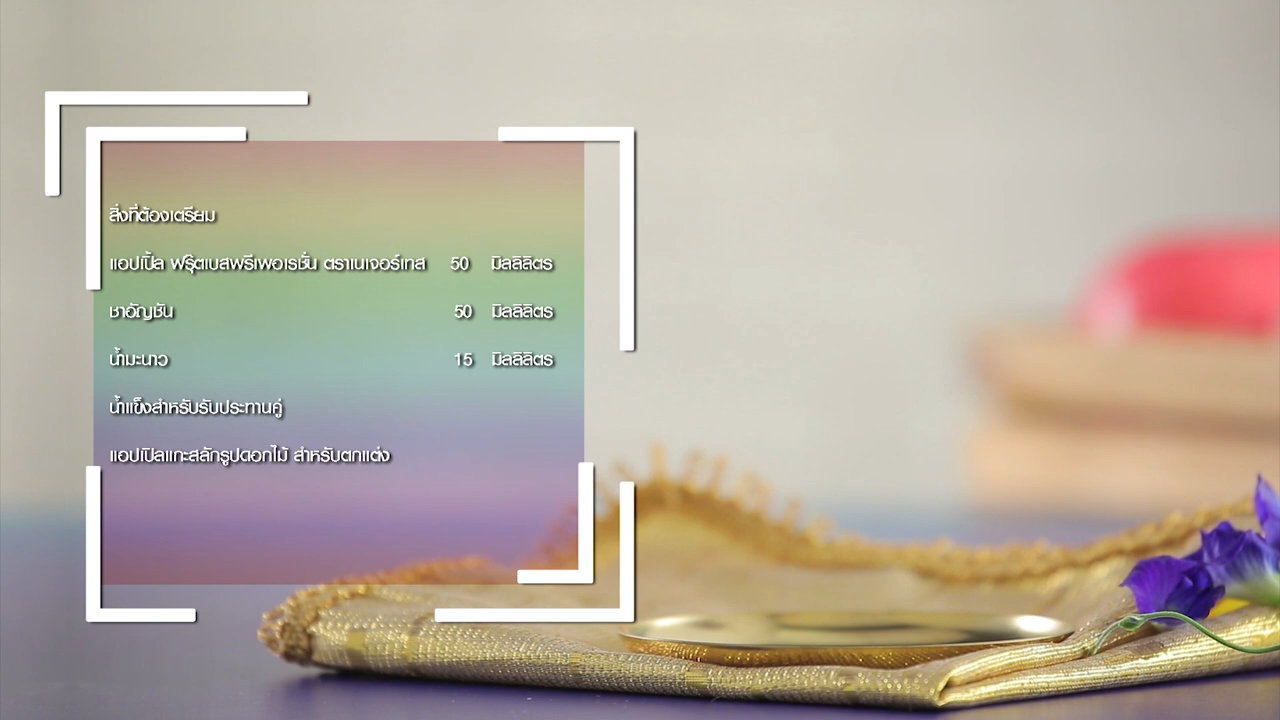 สิ่งที่ต้องเตรียม
แอปเปิ้ล ฟรุ๊ตเบสพรีเพอเรชั่น ตราเนเจอร์เทส 50 มิลลิลิตร
ชาอัญชัน 50 มิลลิลิตร
น้ำมะนาว 15 มิลลิลิตร
น้ำแข็งสำหรับรับประทานคู่
แอปเปิลแกะสลักรูปดอกไม้ สำหรับตกแต่ง